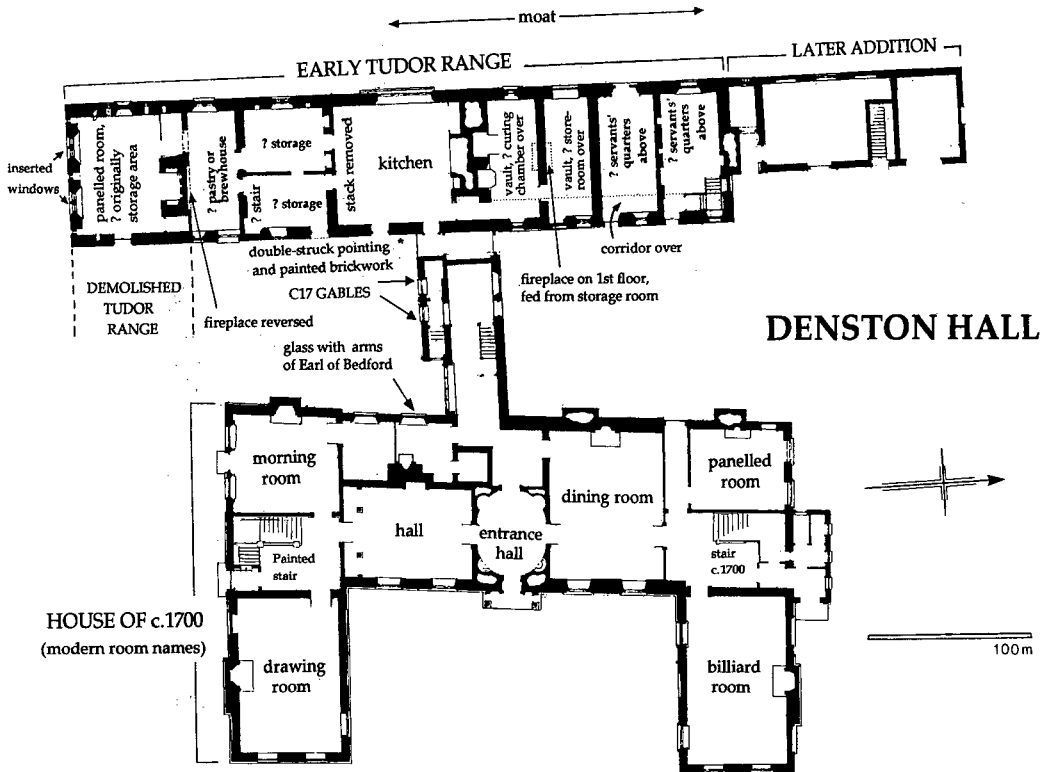 moat
EARLY TUDOR RANGE
LATER ADDITION
inserted
windows
panelled room,
? originally
storage area
? pastry or
brewhouse
? stair
? storage
? storage
stack removed
kitchen
vault, ? curing
chamber over
vault, ? store-
room over
? servants'
quarters
above
? servants'
quarters
above
corridor over
double-struck pointing *
and painted brickwork
C17 GABLES
fireplace on 1st floor,
fed from storage room
DEMOLISHED
TUDOR
RANGE
fireplace reversed
glass with arms
of Earl of Bedford
DENSTON HALL
morning
room
hall
entrance
hall
dining room
panelled
room
Painted
stair
stair
c.1700
HOUSE OF c.1700
(modern room names)
drawing
room
billiard
room
100m